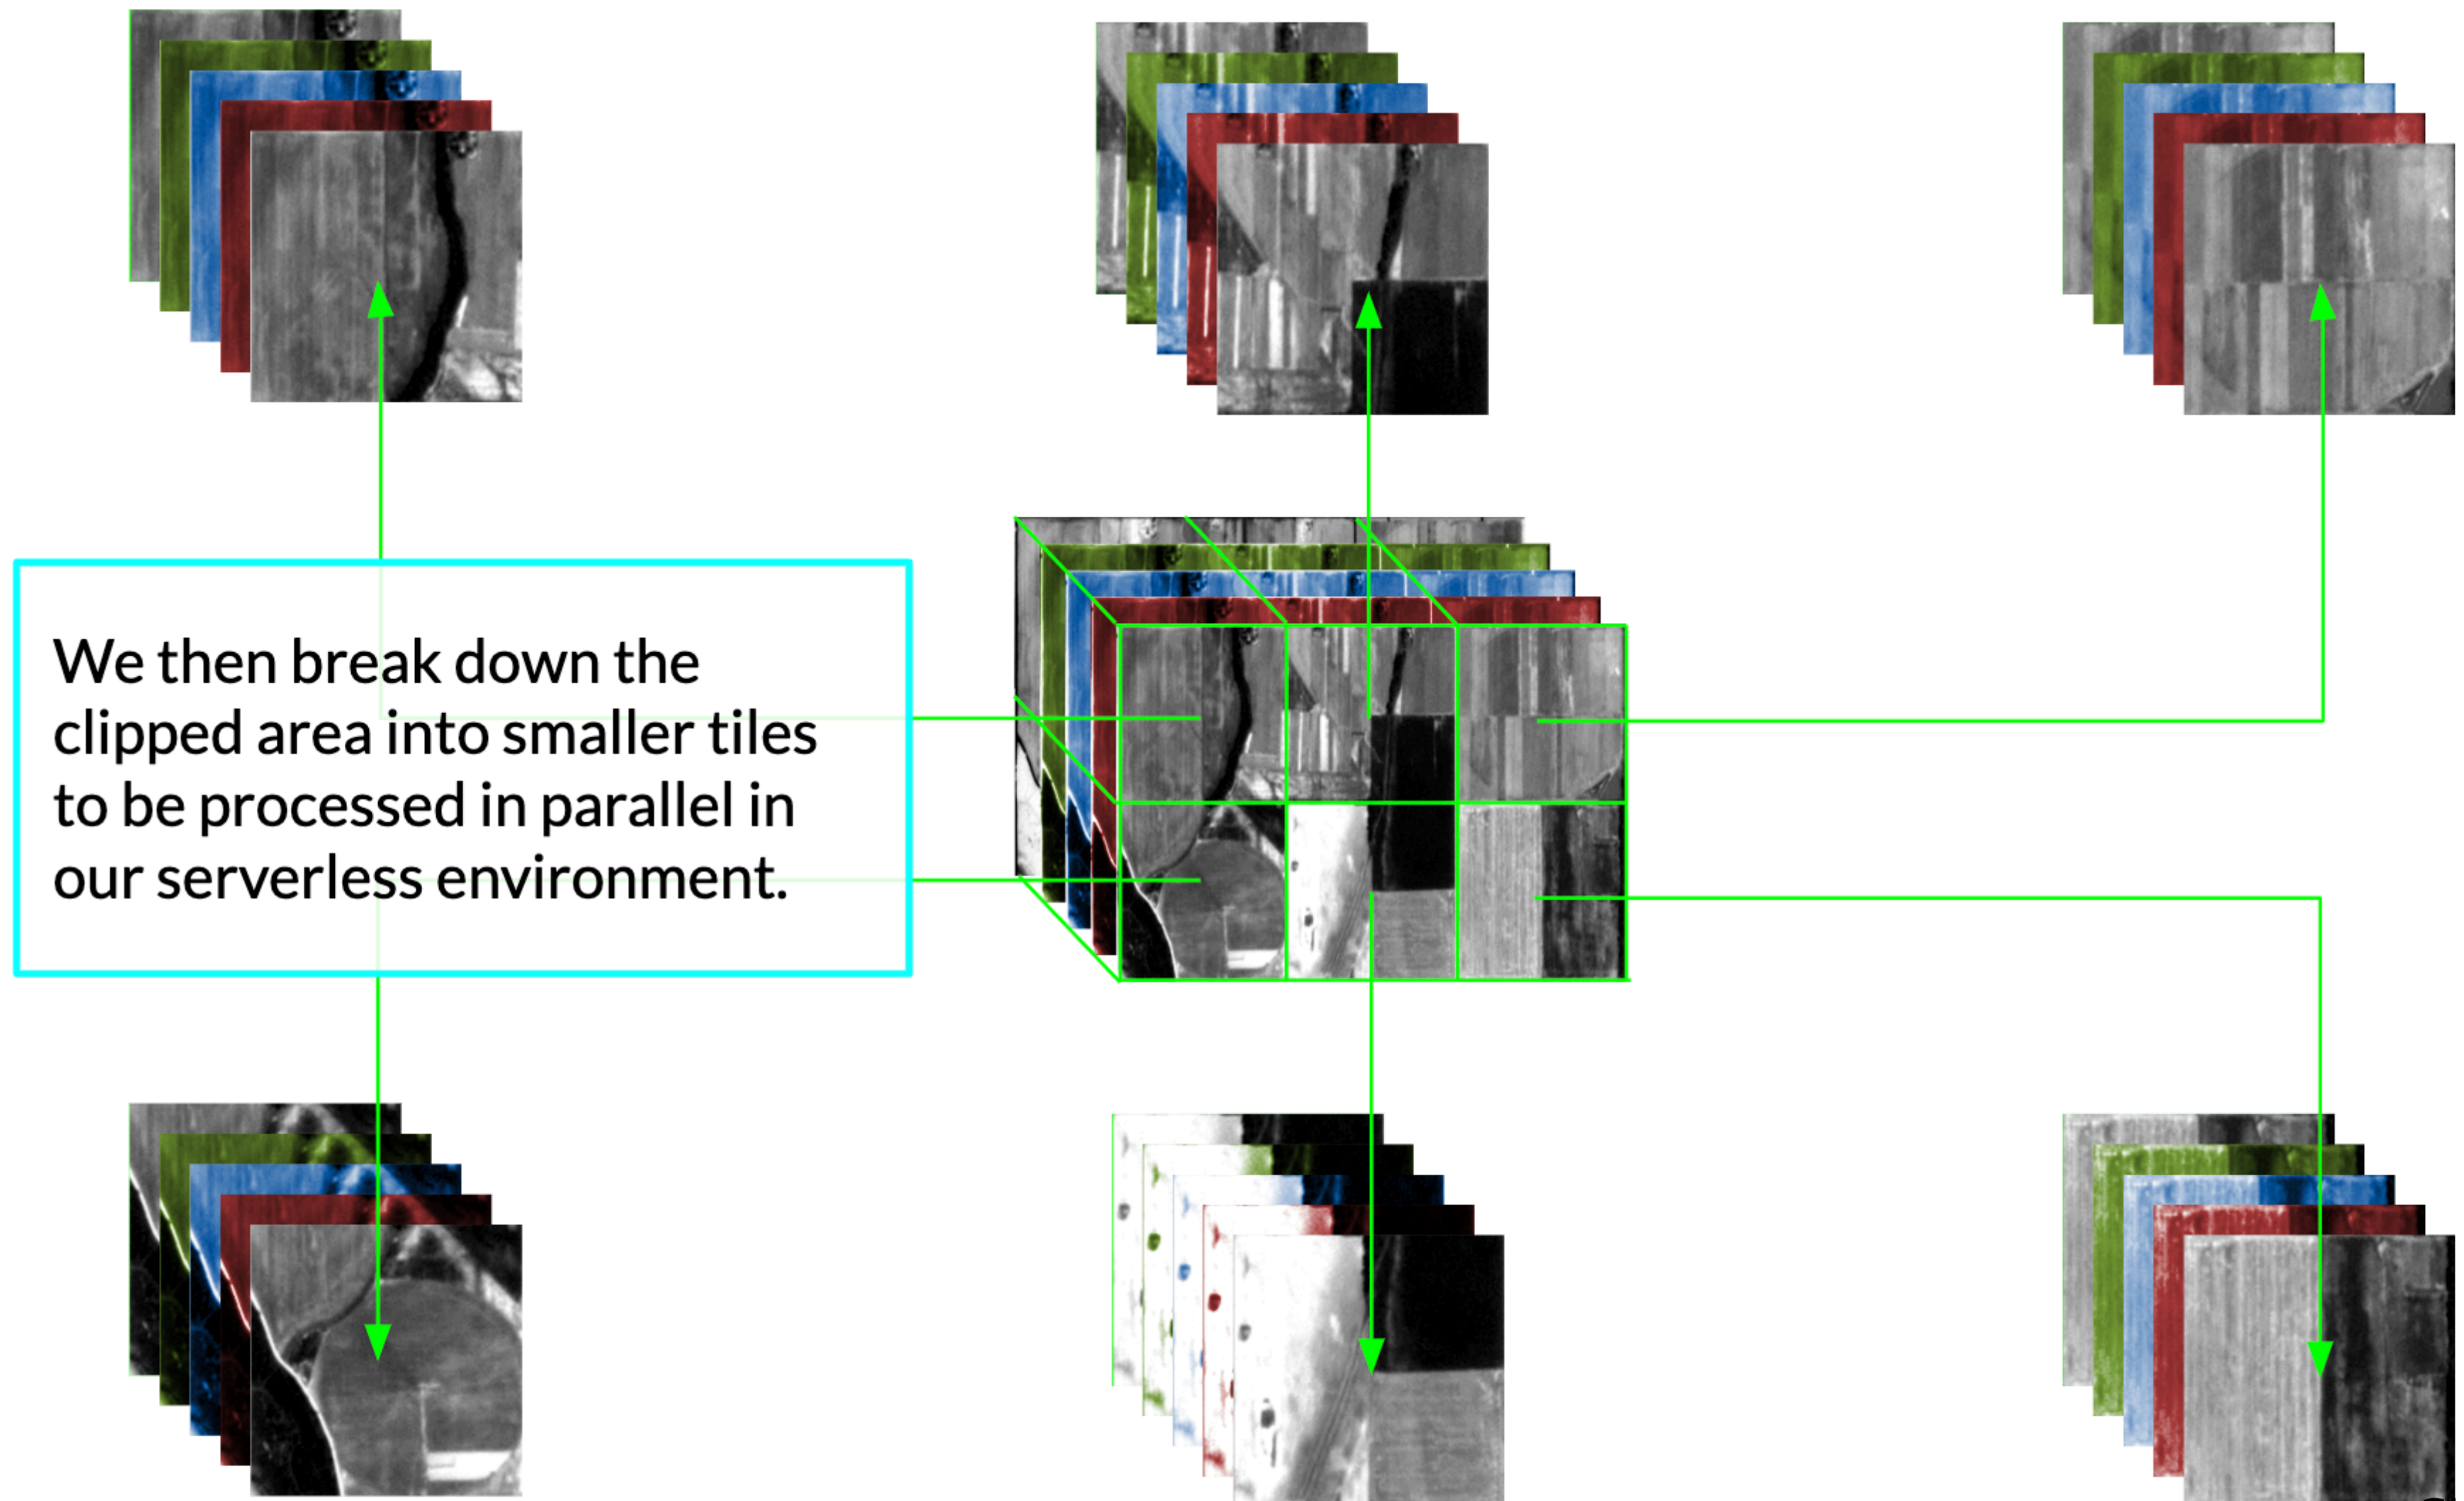 We then break down the
clipped area into smaller tiles
to be processed in parallel in
our serverless environment.